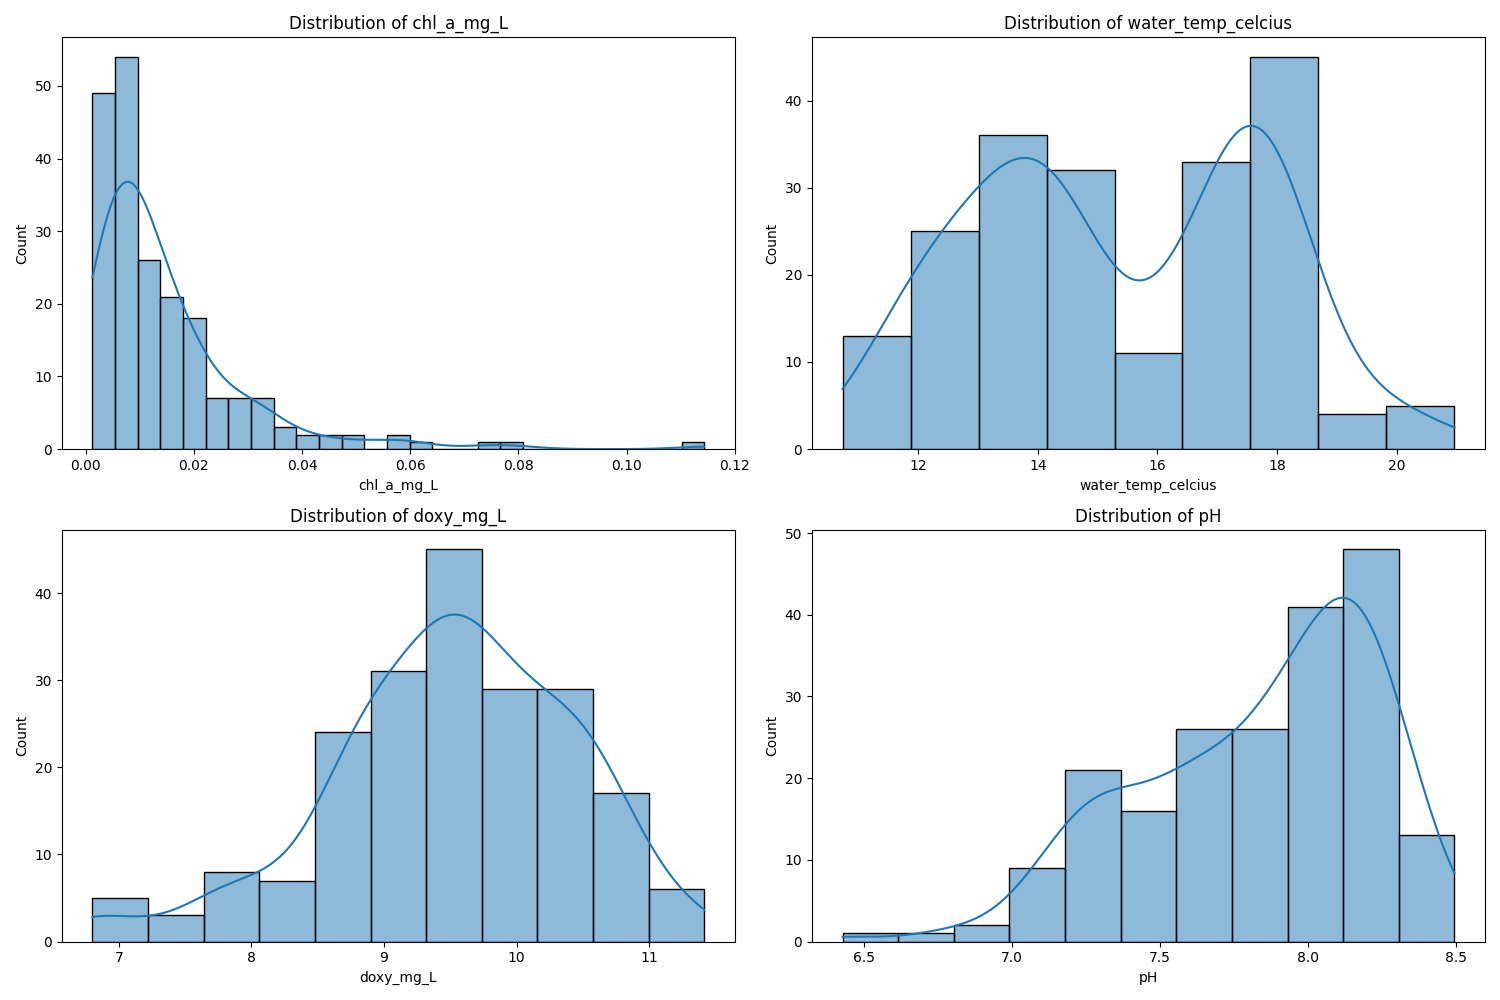 Distribution of chl_a_mg_L
Count
50
40
30
20
10
0
0.00 0.02 0.04 0.06 0.08 0.10 0.12
chl_a_mg_L
Distribution of water_temp_celcius
Count
40
30
20
10
0
12 14 16 18 20
water_temp_celcius
Distribution of doxy_mg_L
Count
40
30
20
10
0
7 8 9 10 11
doxy_mg_L
Distribution of pH
Count
50
40
30
20
10
0
6.5 7.0 7.5 8.0 8.5
pH